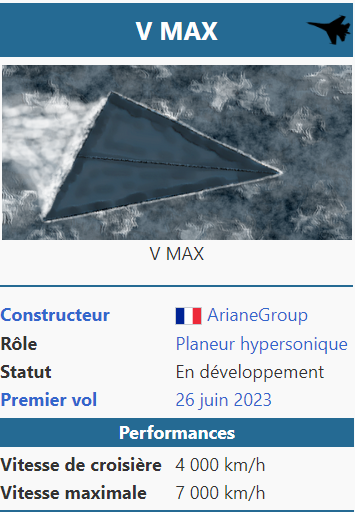 V MAX
V MAX
Constructeur ArianeGroup
Rôle Planeur hypersonique
Statut En développement
Premier vol 26 juin 2023
Performances
Vitesse de croisière 4 000 km/h
Vitesse maximale 7 000 km/h